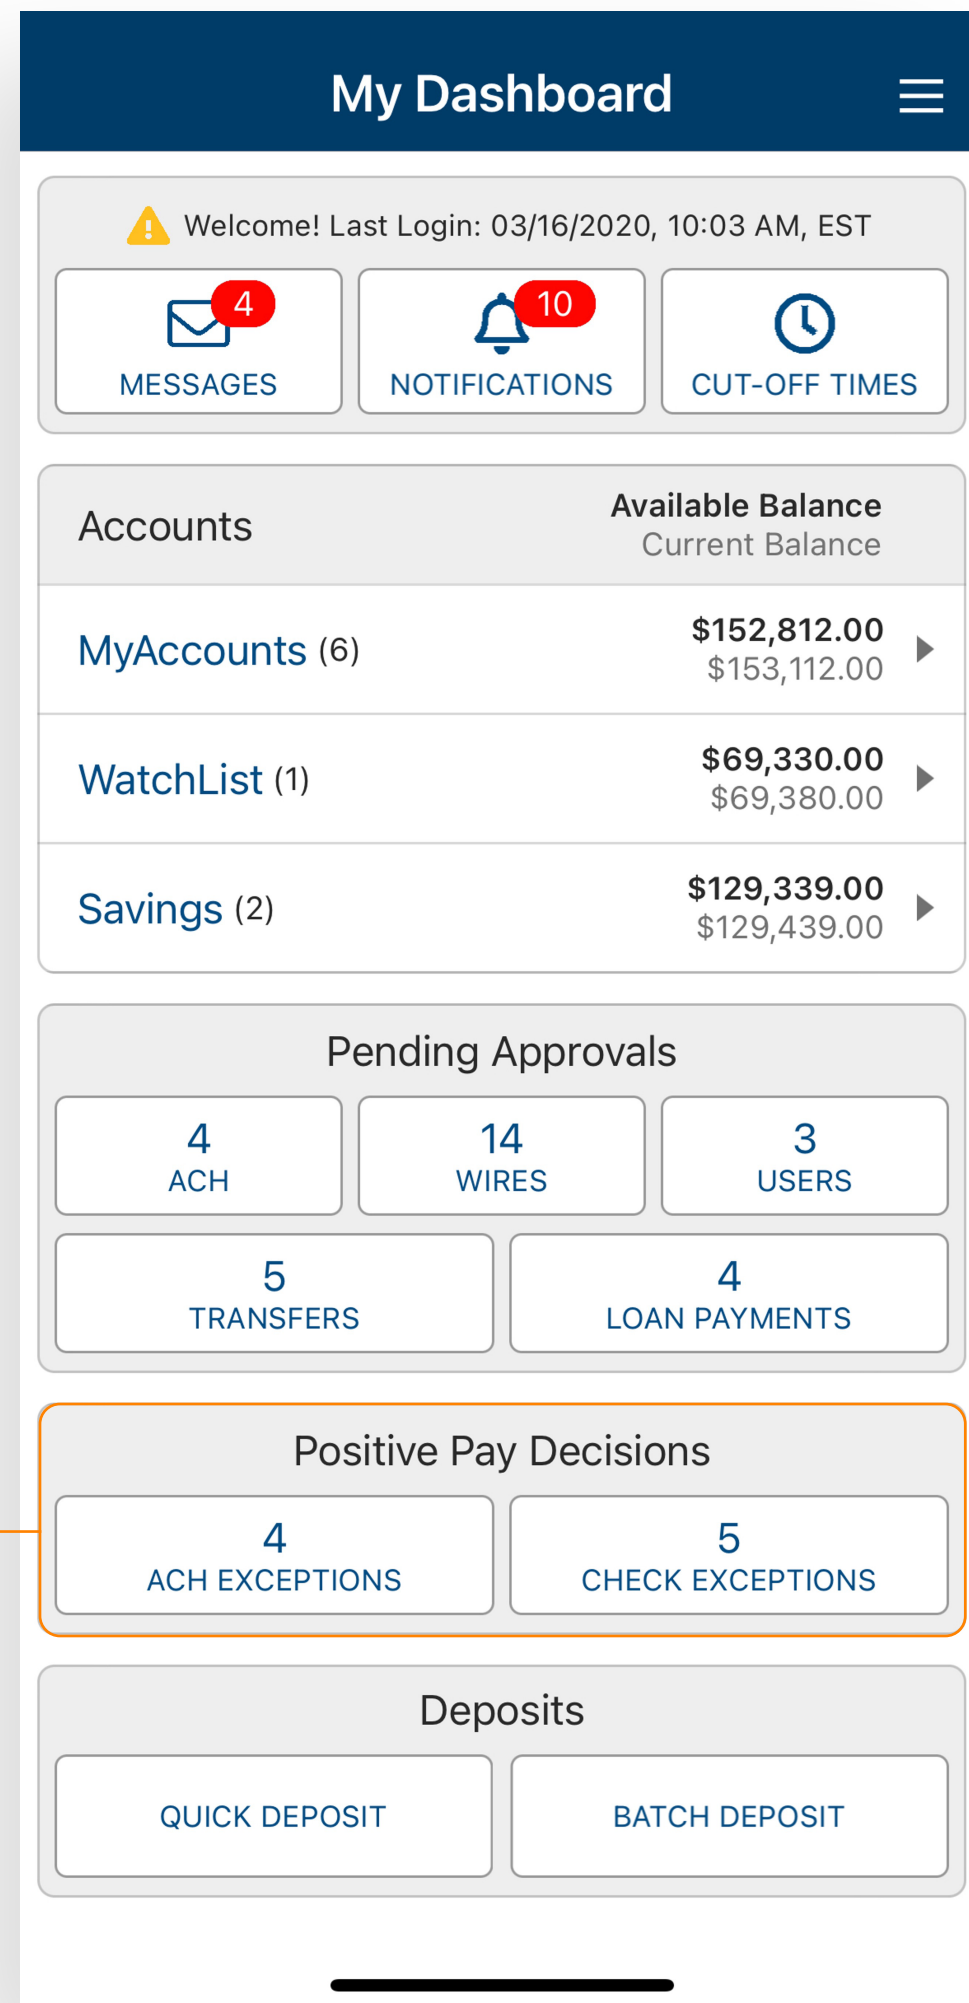 My Dashboard
Welcome! Last Login: 03/16/2020, 10:03 AM, EST
4
MESSAGES
10
NOTIFICATIONS
CUT-OFF TIMES
Accounts
Available Balance
Current Balance
MyAccounts (6)
$152,812.00
$153,112.00
WatchList (1)
$69,330.00
$69,380.00
Savings (2)
$129,339.00
$129,439.00
Pending Approvals
4
ACH
14
WIRES
3
USERS
5
TRANSFERS
4
LOAN PAYMENTS
Positive Pay Decisions
4
ACH EXCEPTIONS
5
CHECK EXCEPTIONS
Deposits
QUICK DEPOSIT
BATCH DEPOSIT